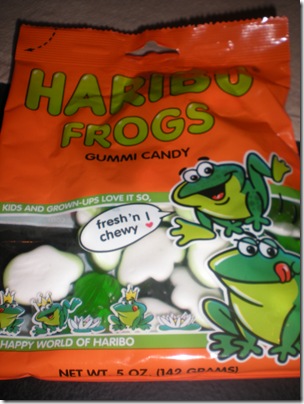 HARIBO
FROGS
GUMMI CANDY
KIDS AND GROWN-UPS LOVE IT SO,
fresh'n
chewy
HAPPY WORLD OF HARIBO
NET WT. 5 OZ. (142 GRAMS)